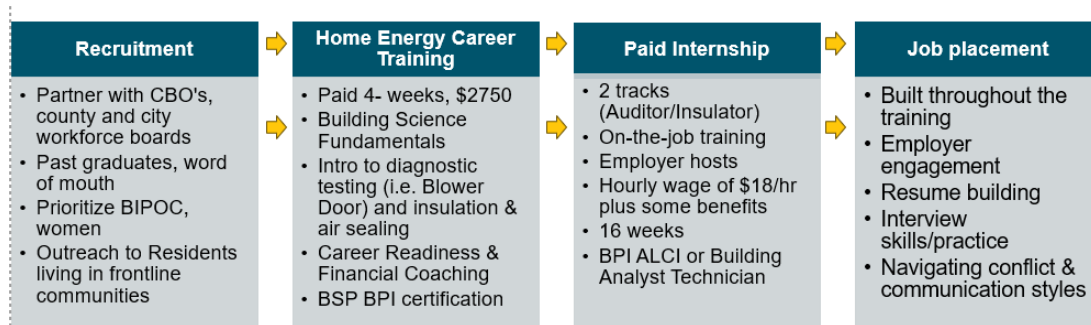 Recruitment
• Partner with CBO's,
county and city
workforce boards
• Past graduates, word
of mouth
• Prioritize BIPOC,
women
• Outreach to Residents
living in frontline
communities
Home Energy Career
Training
• Paid 4- weeks, $2750
• Building Science
Fundamentals
• Intro to diagnostic
testing (i.e. Blower
Door) and insulation &
air sealing
• Career Readiness &
Financial Coaching
• BSP BPI certification
Paid Internship
• 2 tracks
(Auditor/Insulator)
• On-the-job training
• Employer hosts
• Hourly wage of $18/hr
plus some benefits
• 16 weeks
• BPI ALCI or Building
Analyst Technician
Job placement
• Built throughout the
training
• Employer
engagement
• Resume building
• Interview
skills/practice
• Navigating conflict &
communication styles